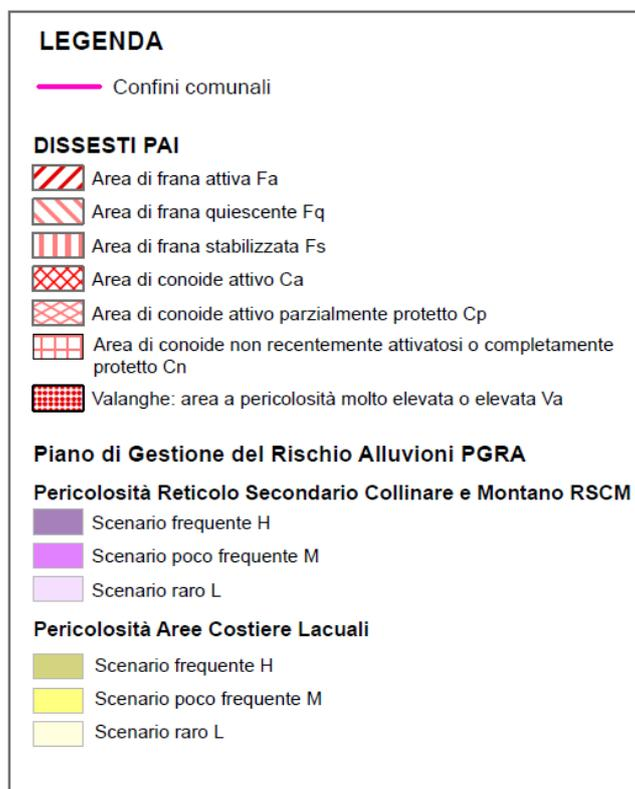 LEGENDA
Confini comunali
DISSESTI PAI
Area di frana attiva Fa
Area di frana quiescente Fq
Area di frana stabilizzata Fs
Area di conoide attivo Ca
Area di conoide attivo parzialmente protetto Cp
Area di conoide non recentemente attivatosi o completamente
protetto Cn
Valanghe: area a pericolosità molto elevata o elevata Va
Piano di Gestione del Rischio Alluvioni PGRA
Pericolosità Reticolo Secondario Collinare e Montano RSCM
Scenario frequente H
Scenario poco frequente M
Scenario raro L
Pericolosità Aree Costiere Lacuali
Scenario frequente H
Scenario poco frequente M
Scenario raro L